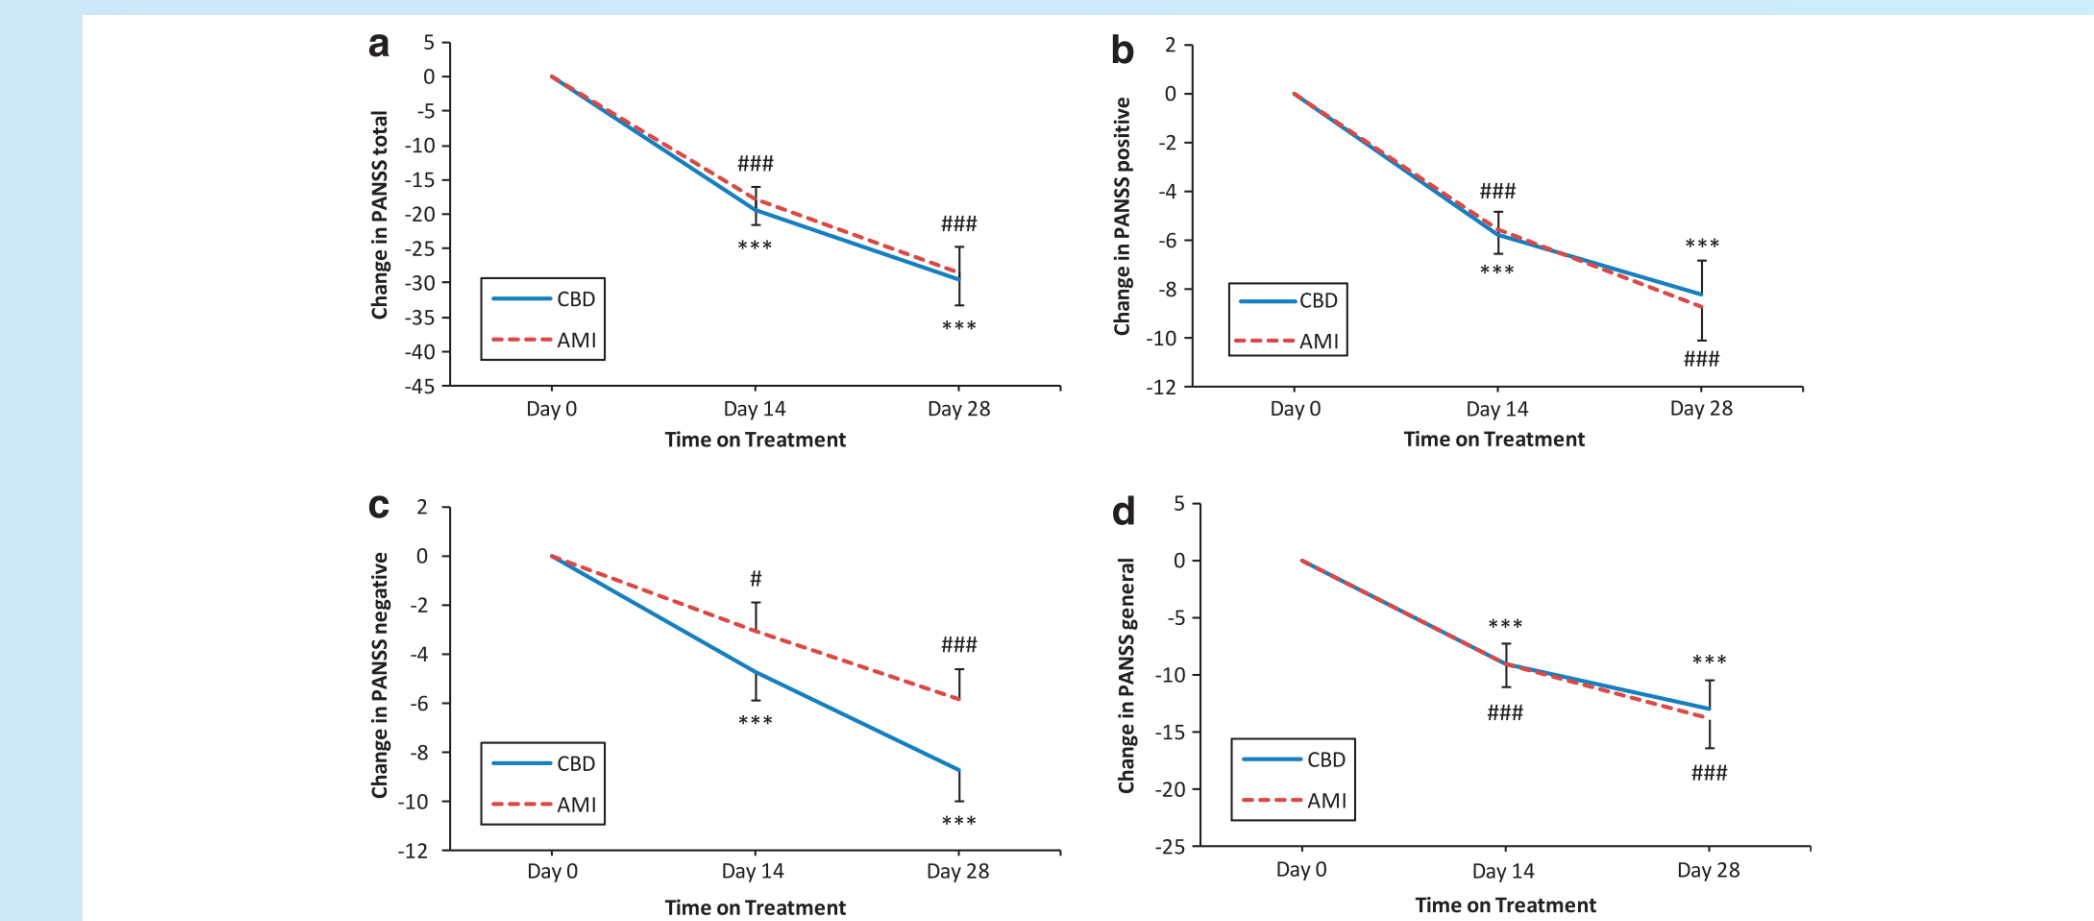 a
5
0
-5
-10
-15
-20
-25
-30
-35
-40
-45
Change in PANSS total
###
***
###
***
CBD
AMI
Day 0 Day 14 Day 28
Time on Treatment
b
2
0
-2
-4
-6
-8
-10
-12
Change in PANSS positive
###
***
***
###
CBD
AMI
Day 0 Day 14 Day 28
Time on Treatment
c
2
0
-2
-4
-6
-8
-10
-12
Change in PANSS negative
#
***
###
***
CBD
AMI
Day 0 Day 14 Day 28
Time on Treatment
d
5
0
-5
-10
-15
-20
-25
Change in PANSS general
***
###
***
###
CBD
AMI
Day 0 Day 14 Day 28
Time on Treatment